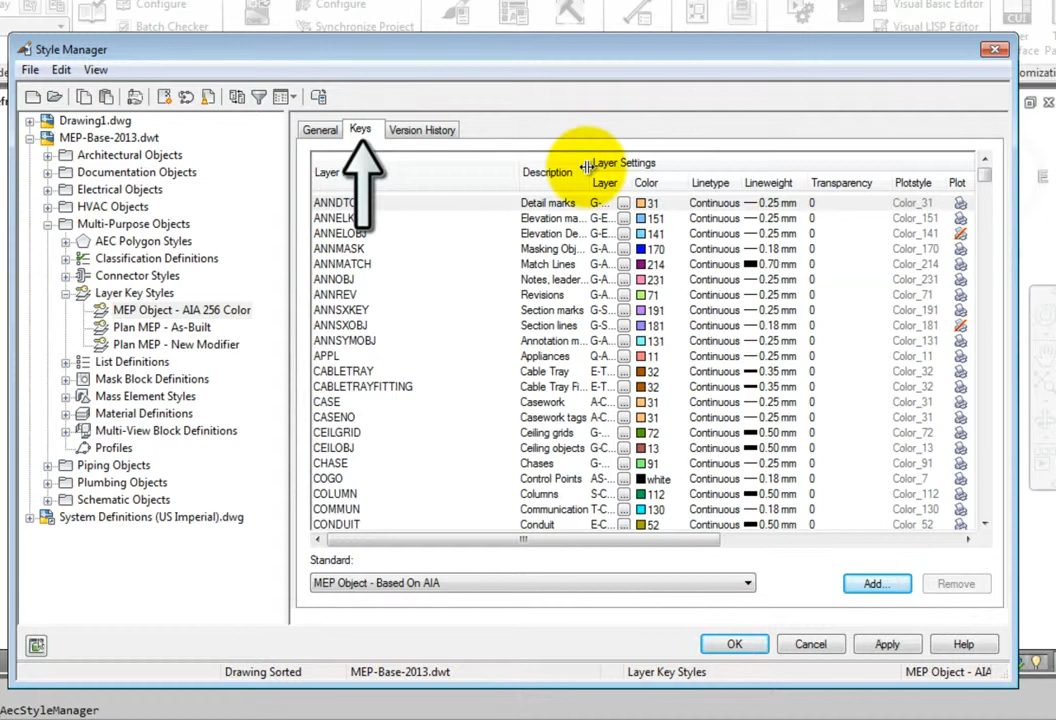 Configure
Configure
Visual Basic Editor
Batch Checker
Synchronize Project
Visual LISP Editor
CUI
Style Manager
File Edit View
omizati
Drawing1.dwg
MEP-Base-2013.dwt
Architectural Objects
Documentation Objects
Electrical Objects
HVAC Objects
Multi-Purpose Objects
AEC Polygon Styles
Classification Definitions
Connector Styles
Layer Key Styles
MEP Object - AIA 256 Color
Plan MEP - As-Built
Plan MEP - New Modifier
List Definitions
Mask Block Definitions
Mass Element Styles
Material Definitions
Multi-View Block Definitions
Profiles
Piping Objects
Plumbing Objects
Schematic Objects
System Definitions (US Imperial).dwg
General Keys Version History
Layer Description Layer Settings
Layer Color Linetype Lineweight Transparency Plotstyle Plot
Detail marks G-... ... 31 Continuous 0.25 mm 0 Color_31
Elevation ma... G-E... ... 151 Continuous 0.25 mm 0 Color_151
Elevation De... G-E... ... 141 Continuous 0.25 mm 0 Color_141
ANNMASK Masking Obj... G-A... ... 170 Continuous 0.18 mm 0 Color_170
ANNMATCH Match Lines G-A... ... 214 Continuous 0.70 mm 0 Color_214
ANNOBJ Notes, leader... G-A... ... 231 Continuous 0.25 mm 0 Color_231
ANNREV Revisions G-A... ... 71 Continuous 0.25 mm 0 Color_71
ANNSXKEY Section marks G-S... ... 191 Continuous 0.25 mm 0 Color_191
ANNSXOBJ Section lines G-S... ... 181 Continuous 0.18 mm 0 Color_181
ANNSYMOBJ Annotation m... G-A... ... 131 Continuous 0.25 mm 0 Color_131
APPL Appliances Q-A... ... 11 Continuous 0.25 mm 0 Color_11
CABLETRAY Cable Tray E-T... ... 32 Continuous 0.35 mm 0 Color_32
CABLETRAYFITTING Cable Tray Fi... E-T... ... 32 Continuous 0.35 mm 0 Color_32
CASE Casework A-C... ... 31 Continuous 0.25 mm 0 Color_31
CASENO Casework tags A-C... ... 31 Continuous 0.25 mm 0 Color_31
CEILGRID Ceiling grids G-... ... 72 Continuous 0.50 mm 0 Color_72
CEILOBJ Ceiling objects G-C... ... 13 Continuous 0.50 mm 0 Color_13
CHASE Chases G-... ... 91 Continuous 0.25 mm 0 Color_91
COGO Control Points AS-... ... white Continuous 0.18 mm 0 Color_7
COLUMN Columns S-C... ... 112 Continuous 0.50 mm 0 Color_112
COMMUN Communication T-C... ... 130 Continuous 0.18 mm 0 Color_130
CONDUIT Conduit E-C... ... 52 Continuous 0.50 mm 0 Color_52
Standard:
MEP Object - Based On AIA
Add... Remove
OK Cancel Apply Help
Drawing Sorted MEP-Base-2013.dwt Layer Key Styles MEP Object - AIA
AecStyleManager